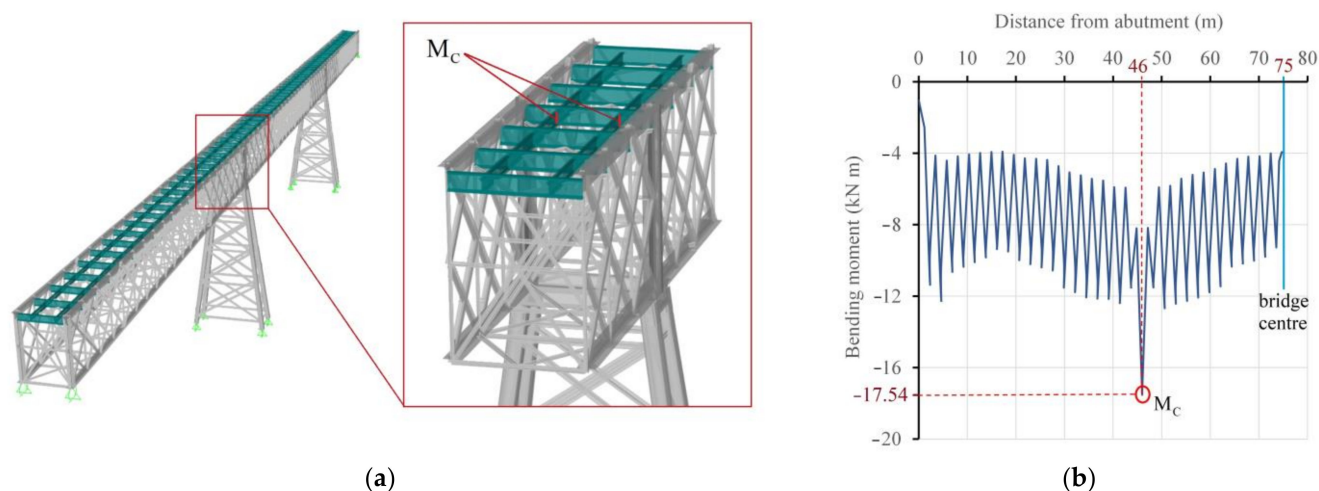 M_C
(a)
Distance from abutment (m)
46
75
0 10 20 30 40 50 60 70 80
0
−4
−8
−12
−16
−17.54
−20
Bending moment (kN m)
bridge
centre
M_C
(b)